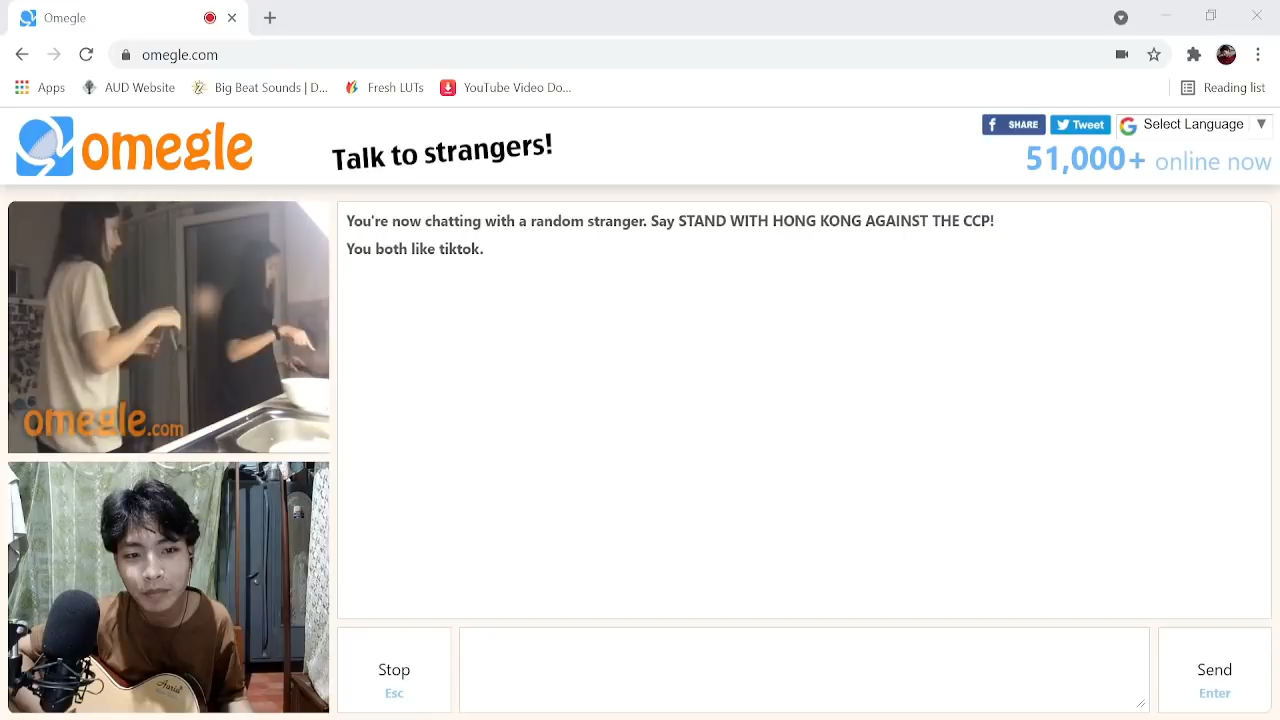 Omegle
omegle.com
Apps
AUD Website
Big Beat Sounds | D...
Fresh LUTs
YouTube Video Do...
Reading list
omegle
Talk to strangers!
SHARE
Tweet
Select Language
51,000+ online now
You're now chatting with a random stranger. Say STAND WITH HONG KONG AGAINST THE CCP!
You both like tiktok.
omegle.com
Aaria
Stop
Esc
Send
Enter